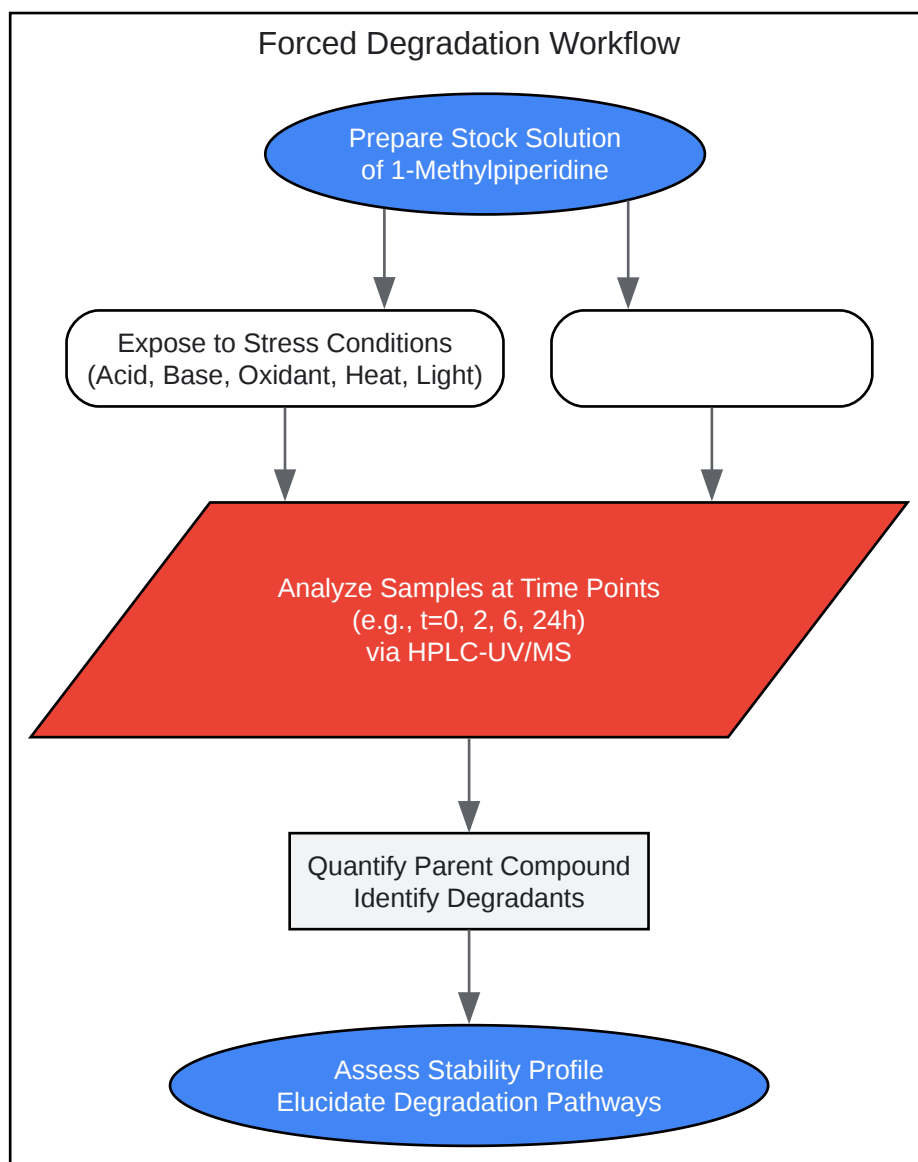 Forced Degradation Workflow
Prepare Stock Solution
of 1-Methylpiperidine
Expose to Stress Conditions
(Acid, Base, Oxidant, Heat, Light)
Analyze Samples at Time Points
(e.g., t=0, 2, 6, 24h)
via HPLC-UV/MS
Quantify Parent Compound
Identify Degradants
Assess Stability Profile
Elucidate Degradation Pathways